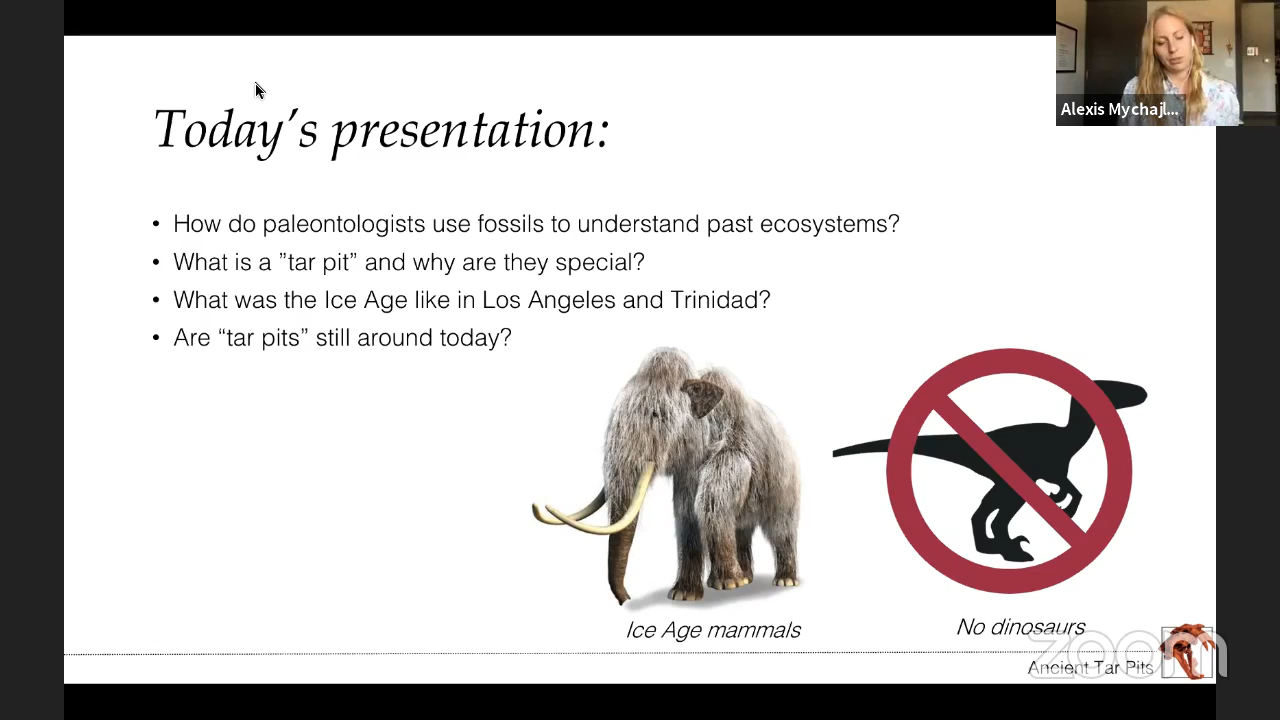 Today's presentation:
• How do paleontologists use fossils to understand past ecosystems?
• What is a ”tar pit” and why are they special?
• What was the Ice Age like in Los Angeles and Trinidad?
• Are “tar pits” still around today?
Ice Age mammals
No dinosaurs
Ancient Tar Pits
zoom
Alexis Mychajl...